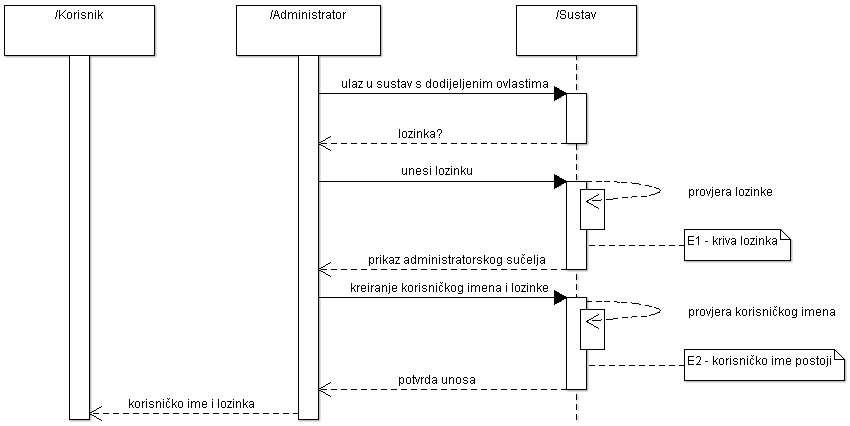 /Korisnik
/Administrator
/Sustav
ulaz u sustav s dodijeljenim ovlastima
lozinka?
unesi lozinku
provjera lozinke
E1 - kriva lozinka
prikaz administratorskog sučelja
kreiranje korisničkog imena i lozinke
provjera korisničkog imena
E2 - korisničko ime postoji
potvrda unosa
korisničko ime i lozinka